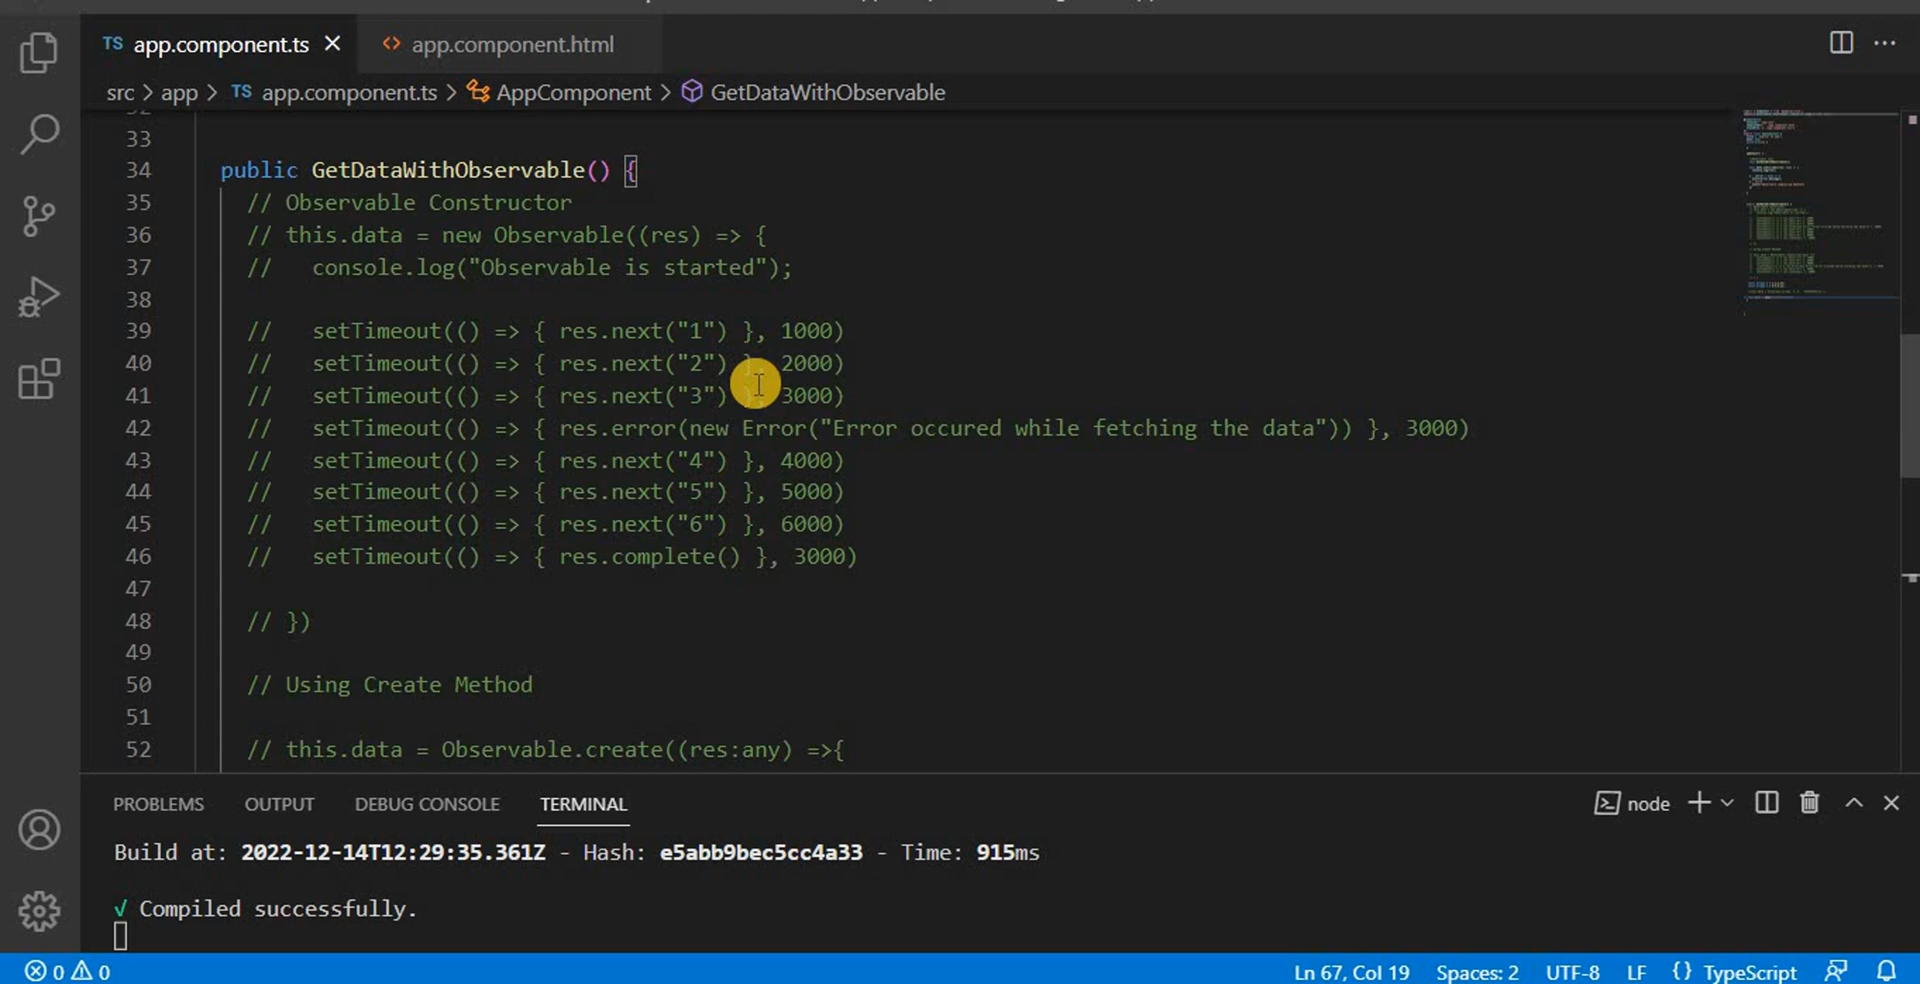 TS app.component.ts
<> app.component.html
src > app > TS app.component.ts > AppComponent > GetDataWithObservable
33
34 public GetDataWithObservable() {
35 // Observable Constructor
36 // this.data = new Observable((res) => {
37 // console.log("Observable is started");
38
39 // setTimeout(() => { res.next("1") }, 1000)
40 // setTimeout(() => { res.next("2") }, 2000)
41 // setTimeout(() => { res.next("3") }, 3000)
42 // setTimeout(() => { res.error(new Error("Error occured while fetching the data")) }, 3000)
43 // setTimeout(() => { res.next("4") }, 4000)
44 // setTimeout(() => { res.next("5") }, 5000)
45 // setTimeout(() => { res.next("6") }, 6000)
46 // setTimeout(() => { res.complete() }, 3000)
47
48 // })
49
50 // Using Create Method
51
52 // this.data = Observable.create((res:any) =>{
PROBLEMS OUTPUT DEBUG CONSOLE TERMINAL node
Build at: 2022-12-14T12:29:35.361Z - Hash: e5abb9bec5cc4a33 - Time: 915ms
√ Compiled successfully.
0 0 Ln 67, Col 19 Spaces: 2 UTF-8 LF {} TypeScript